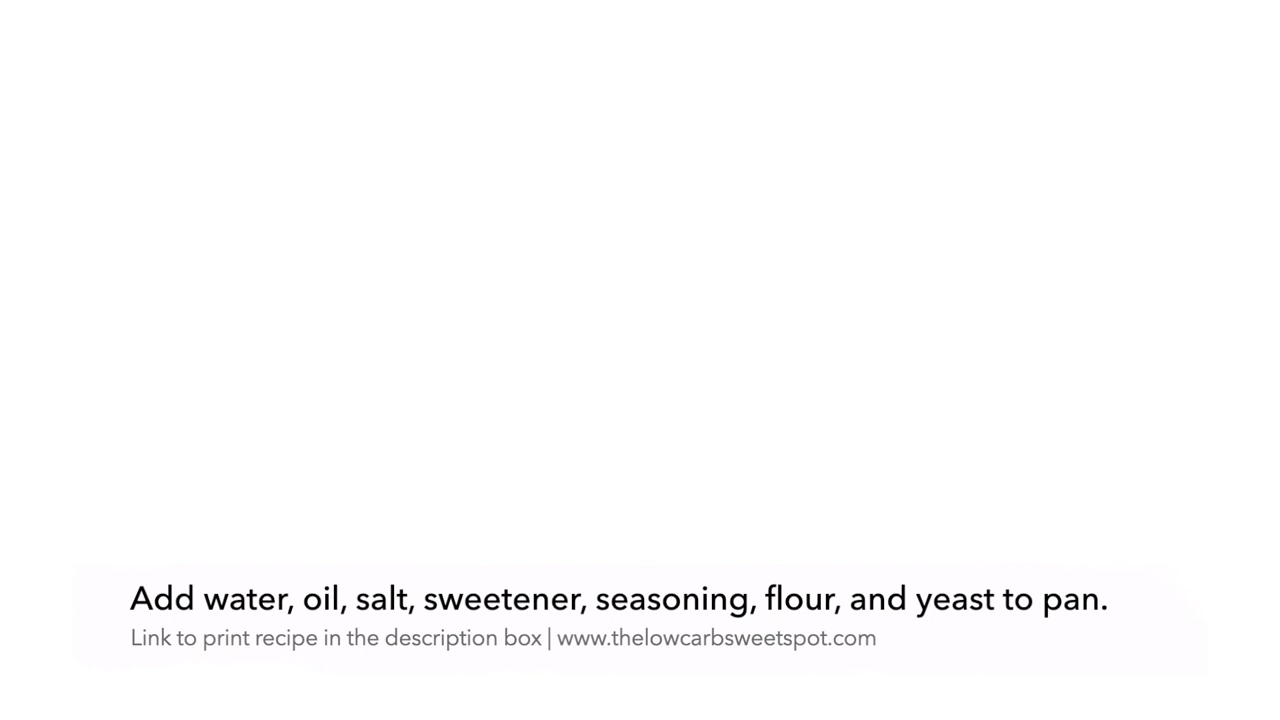 Add water, oil, salt, sweetener, seasoning, flour, and yeast to pan.
Link to print recipe in the description box | www.thelowcarbsweetspot.com